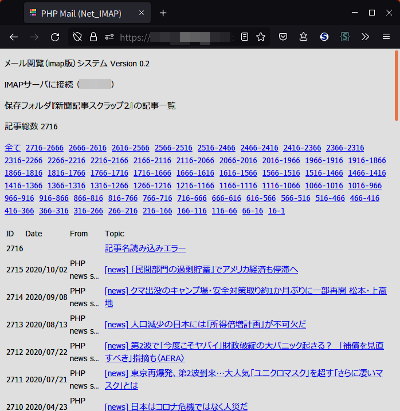 PHP Mail (Net_IMAP)
https://
メール閲覧(imap版)システム Version 0.2
IMAPサーバに接続 (
保存フォルダ『新聞記事スクラップ2』の記事一覧
記事総数 2716
全て 2716-2666 2666-2616 2616-2566 2566-2516 2516-2466 2466-2416 2416-2366 2366-2316
2316-2266 2266-2216 2216-2166 2166-2116 2116-2066 2066-2016 2016-1966 1966-1916 1916-1866
1866-1816 1816-1766 1766-1716 1716-1666 1666-1616 1616-1566 1566-1516 1516-1466 1466-1416
1416-1366 1366-1316 1316-1266 1266-1216 1216-1166 1166-1116 1116-1066 1066-1016 1016-966
966-916 916-866 866-816 816-766 766-716 716-666 666-616 616-566 566-516 516-466 466-416
416-366 366-316 316-266 266-216 216-166 166-116 116-66 66-16 16-1
ID Date From Topic
2716 記事名読み込みエラー
2715 2020/10/02 PHP news s... [news] 「民間部門の過剰貯蓄」でアメリカ経済も停滞へ
2714 2020/09/08 PHP news s... [news] クマ出没のキャンプ場・安全対策取り約1か月ぶりに一部再開 松本・上高地
2713 2020/08/13 PHP news s... [news] 人口減少の日本には「所得倍増計画」が不可欠だ
2712 2020/07/22 PHP news s... [news] 第2波で「今度こそヤバイ」財政破綻の大パニック起きる? 「補償を見直すべき」指摘も〈AERA〉
2711 2020/07/21 PHP news s... [news] 東京再爆発、第2波到来…大人気「ユニクロマスク」を超す「さらに凄いマスク」とは
2710 2020/04/23 PHP [news] 日本はコロナ危機ではなく人災だ